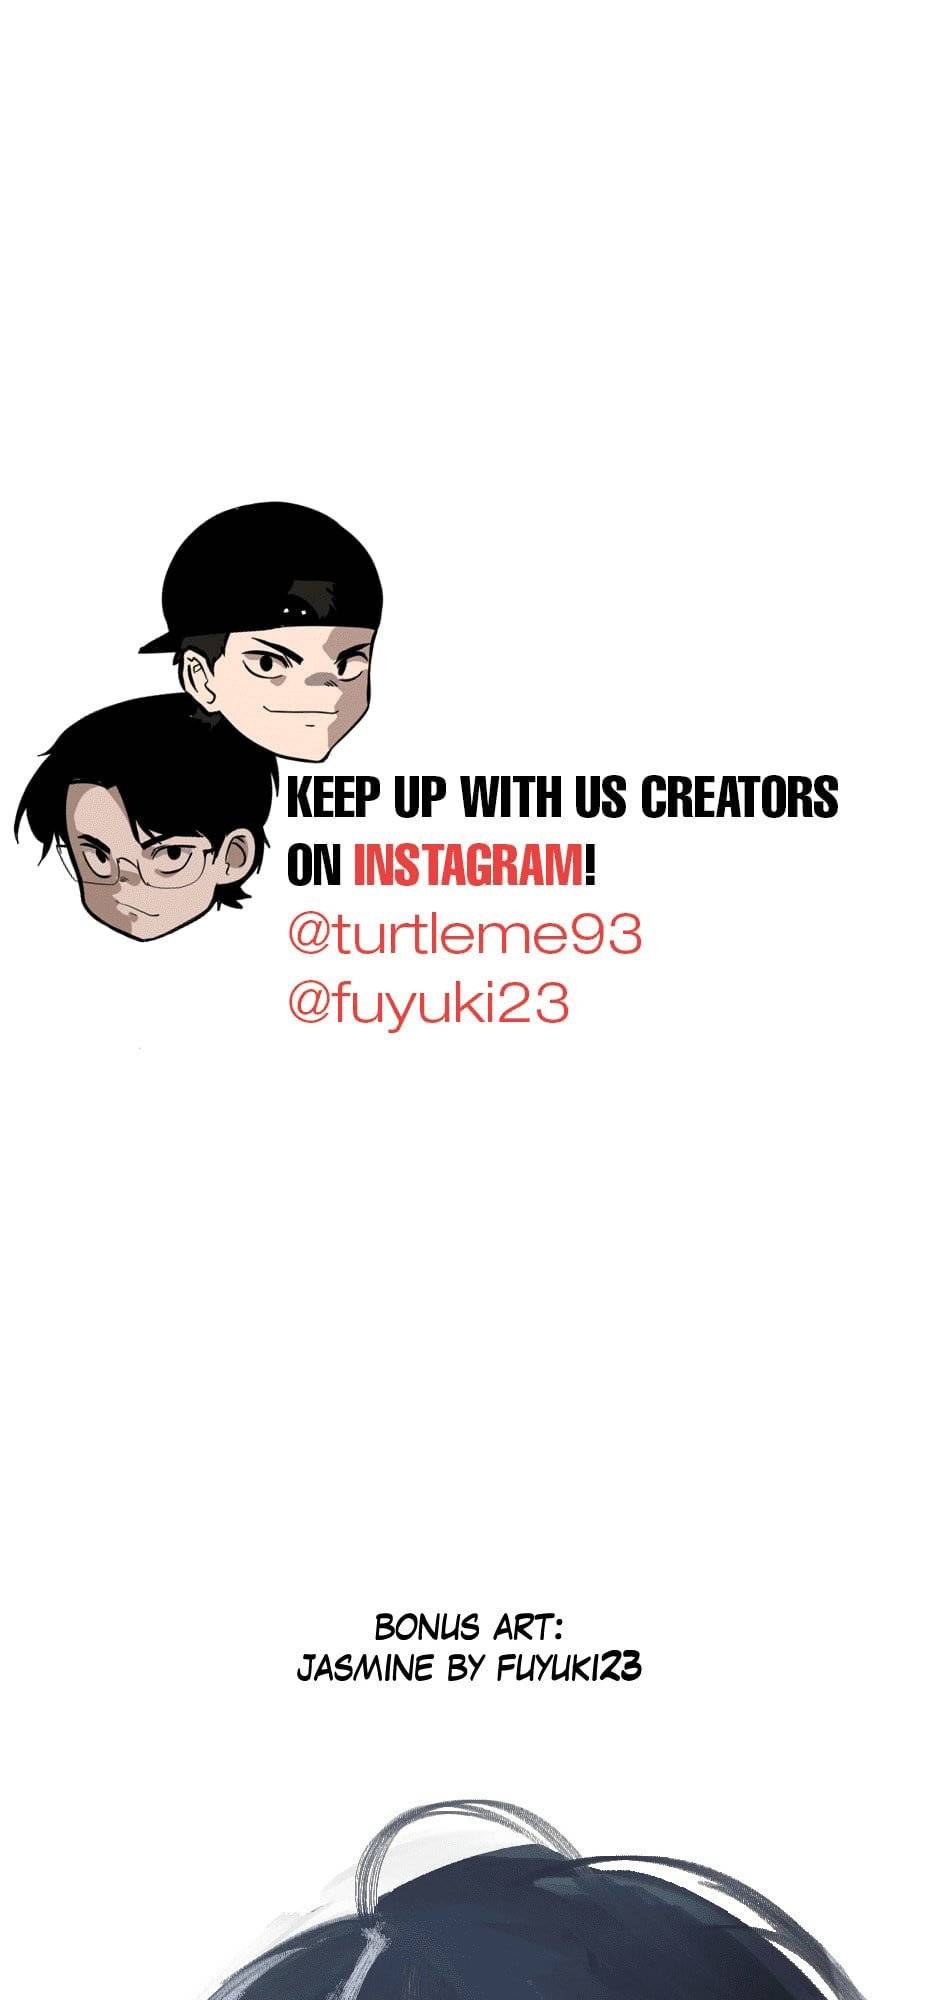 KEEP UP WITH US CREATORS
ON INSTAGRAM!
@turtleme93
@fuyuki23
BONUS ART:
JASMINE BY FUYUKI23